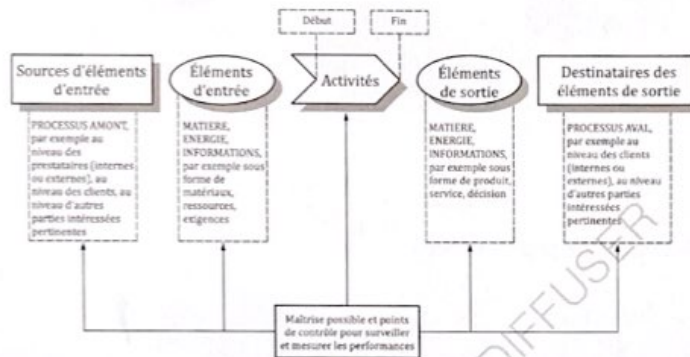 Début
Fin
Sources d'éléments
d'entrée
Éléments
d'entrée
Activités
Éléments
de sortie
Destinataires des
éléments de sortie
PROCESSUS AMONT,
par exemple au
niveau des
prestataires (internes
ou externes), au
niveau des clients, au
niveau d'autres
parties intéressées
pertinentes
MATIERE,
ENERGIE,
INFORMATIONS,
par exemple sous
forme de
matériaux,
ressources,
exigences
MATIERE,
ENERGIE,
INFORMATIONS,
par exemple sous
forme de produit,
service, décision
PROCESSUS AVAL,
par exemple au
niveau des clients
(internes ou
externes), au niveau
d'autres parties
intéressées
pertinentes
Maîtrise possible et points
de contrôle pour surveiller
et mesurer les performances
DIFFUSER